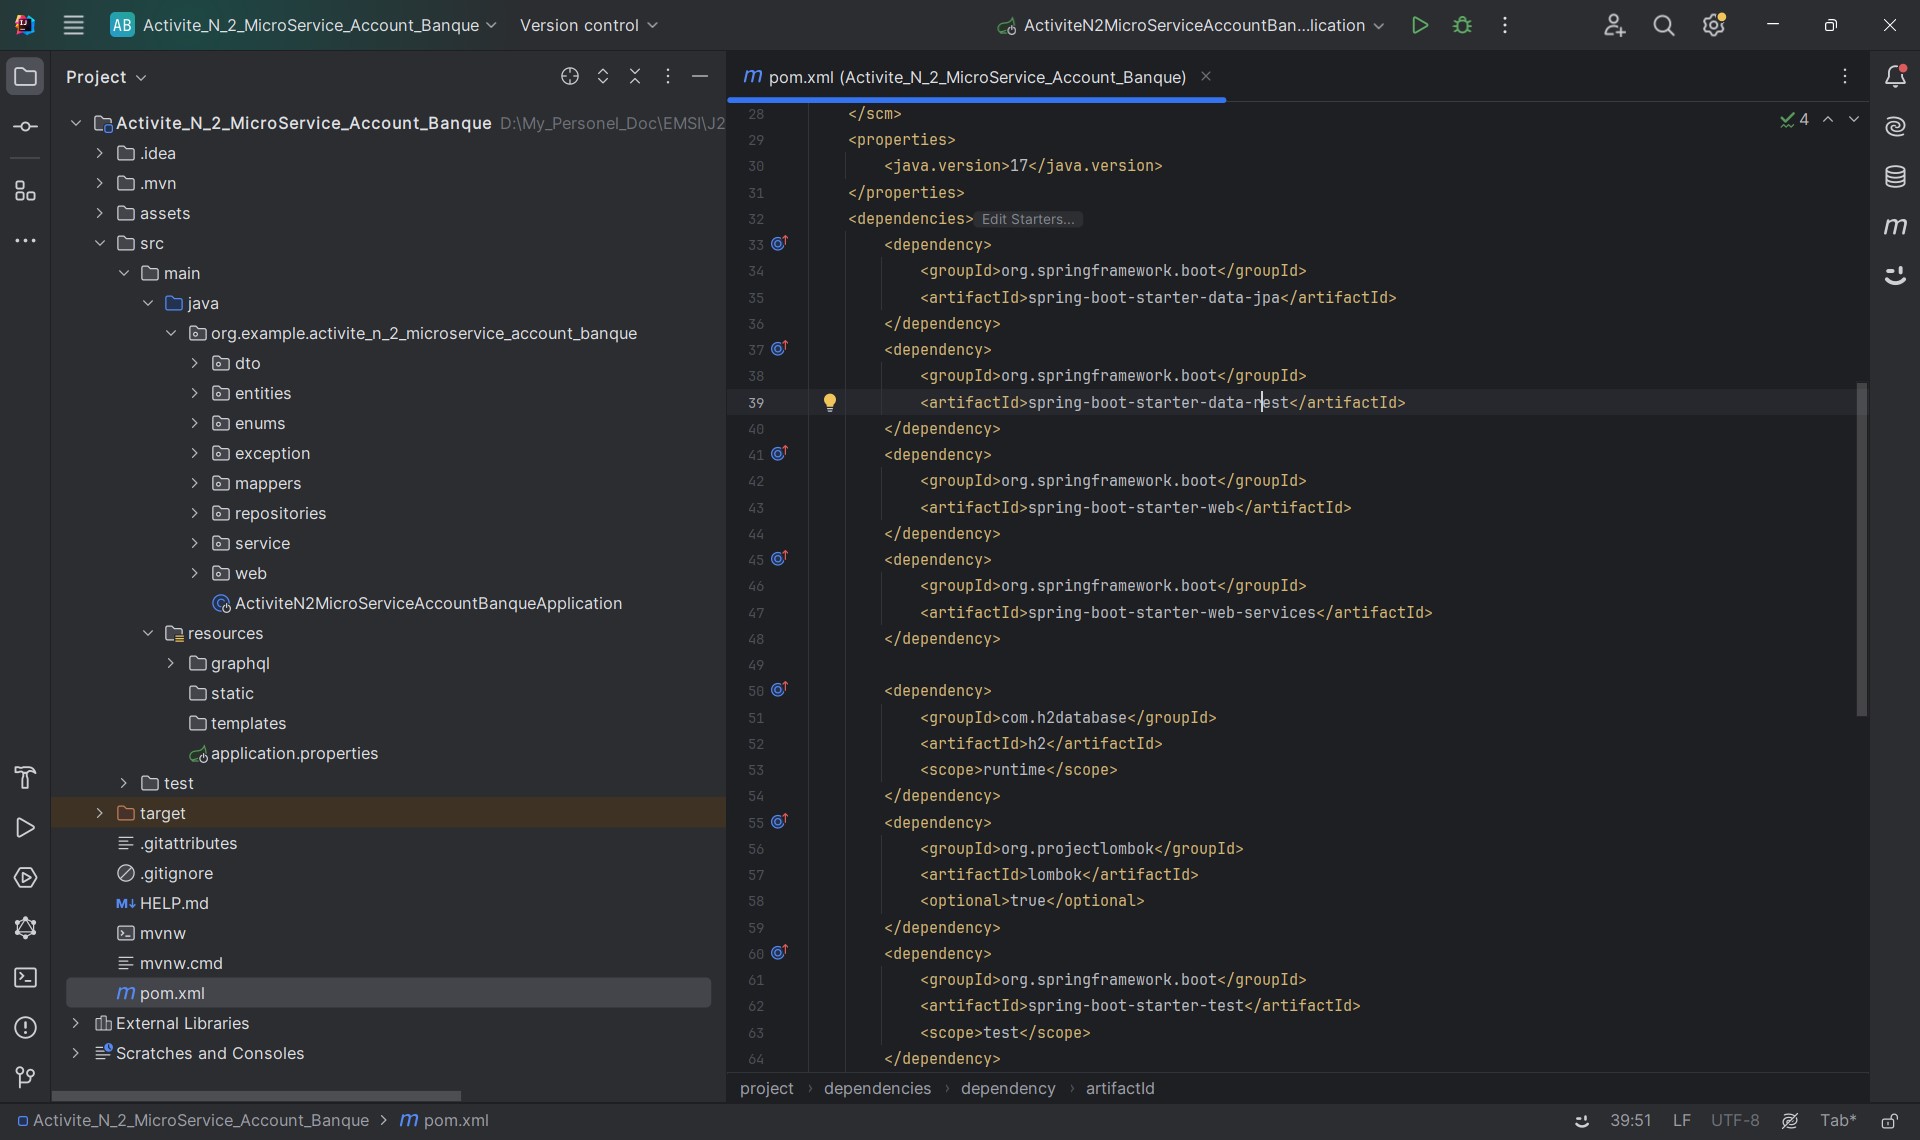 AB Activite_N_2_MicroService_Account_Banque Version control ActiviteN2MicroServiceAccountBan...lication
Project
Activite_N_2_MicroService_Account_Banque D:\My_Personel_Doc\EMSI\J2
.idea
.mvn
assets
src
main
java
org.example.activite_n_2_microservice_account_banque
dto
entities
enums
exception
mappers
repositories
service
web
ActiviteN2MicroServiceAccountBanqueApplication
resources
graphql
static
templates
application.properties
test
target
.gitattributes
.gitignore
HELP.md
mvnw
mvnw.cmd
pom.xml
External Libraries
Scratches and Consoles
pom.xml (Activite_N_2_MicroService_Account_Banque)
4
28 </scm>
29 <properties>
30 <java.version>17</java.version>
31 </properties>
32 <dependencies> Edit Starters...
33 <dependency>
34 <groupId>org.springframework.boot</groupId>
35 <artifactId>spring-boot-starter-data-jpa</artifactId>
36 </dependency>
37 <dependency>
38 <groupId>org.springframework.boot</groupId>
39 <artifactId>spring-boot-starter-data-rest</artifactId>
40 </dependency>
41 <dependency>
42 <groupId>org.springframework.boot</groupId>
43 <artifactId>spring-boot-starter-web</artifactId>
44 </dependency>
45 <dependency>
46 <groupId>org.springframework.boot</groupId>
47 <artifactId>spring-boot-starter-web-services</artifactId>
48 </dependency>
49
50 <dependency>
51 <groupId>com.h2database</groupId>
52 <artifactId>h2</artifactId>
53 <scope>runtime</scope>
54 </dependency>
55 <dependency>
56 <groupId>org.projectlombok</groupId>
57 <artifactId>lombok</artifactId>
58 <optional>true</optional>
59 </dependency>
60 <dependency>
61 <groupId>org.springframework.boot</groupId>
62 <artifactId>spring-boot-starter-test</artifactId>
63 <scope>test</scope>
64 </dependency>
project › dependencies › dependency › artifactId
Activite_N_2_MicroService_Account_Banque > m pom.xml 39:51 LF UTF-8 Tab*